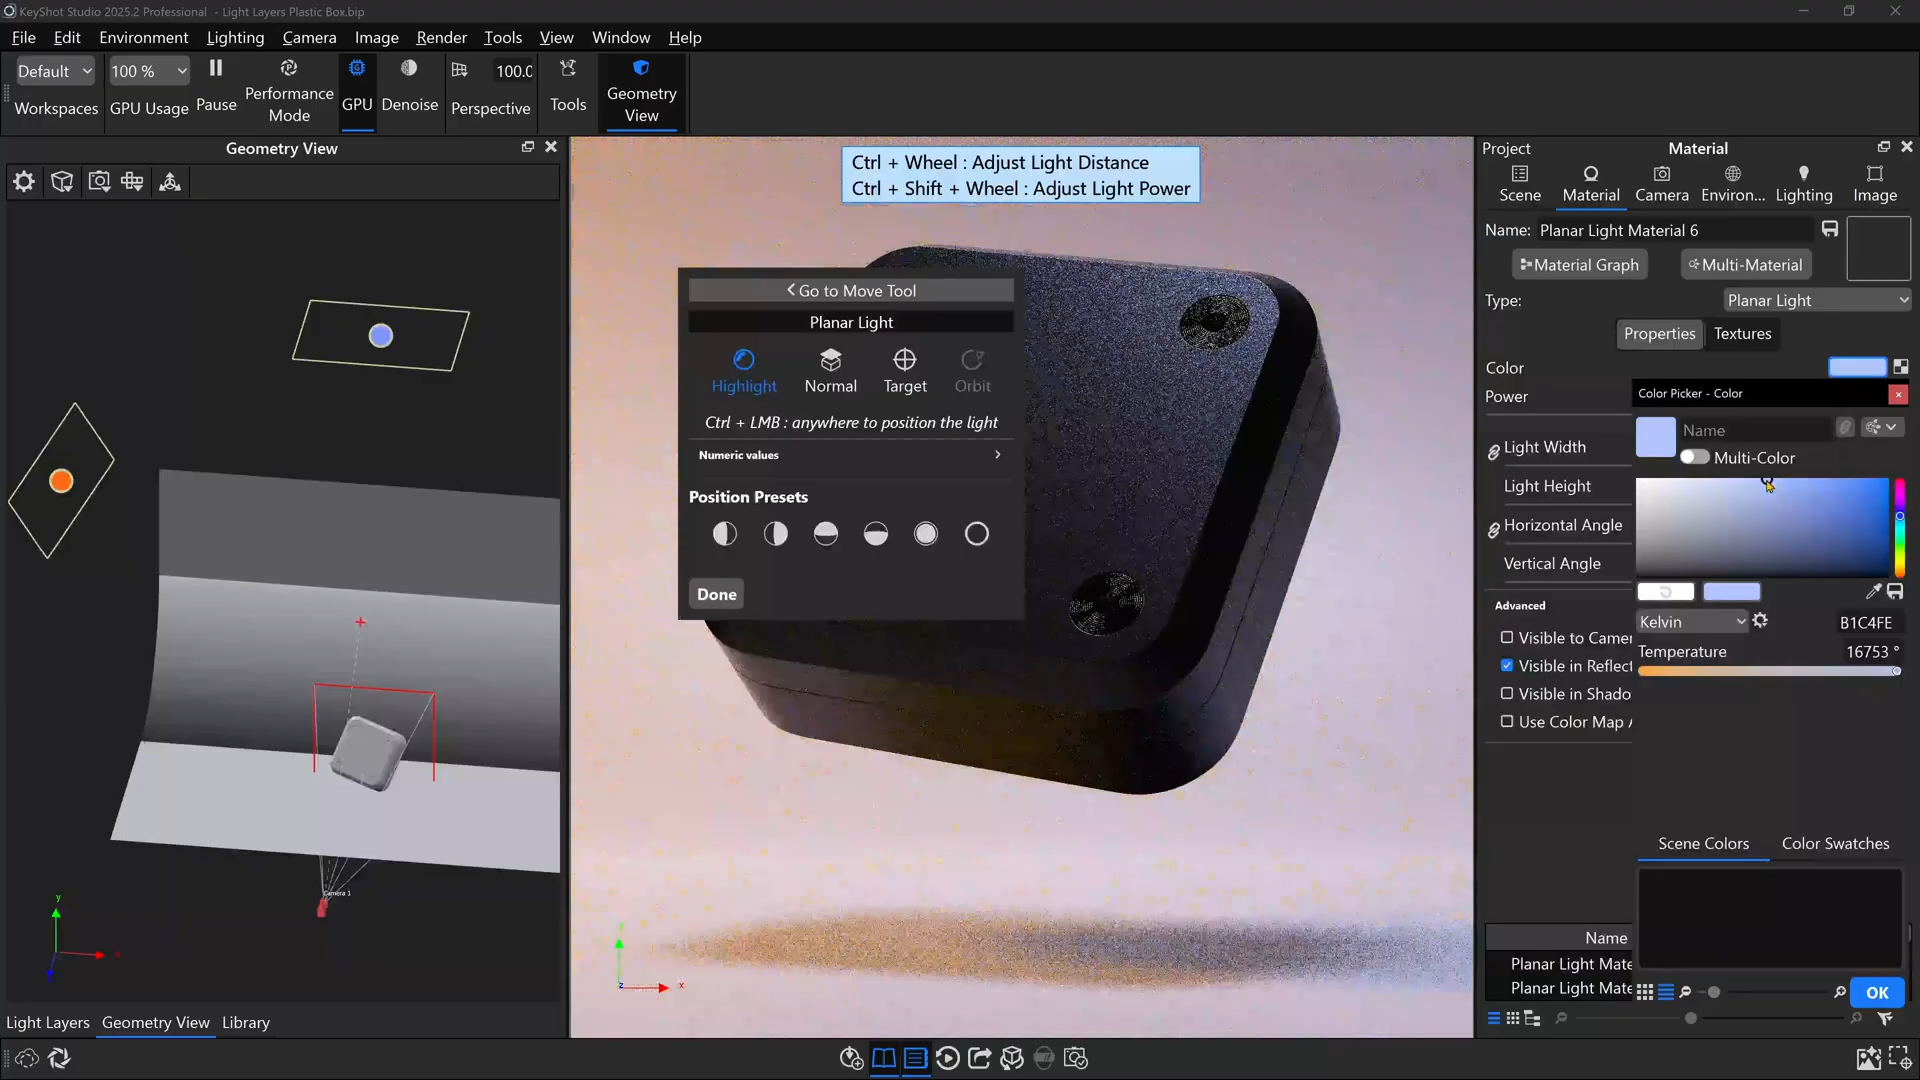 KeyShot Studio 2025.2 Professional - Light Layers Plastic Box.bip
File Edit Environment Lighting Camera Image Render Tools View Window Help
Default
Workspaces
100 %
GPU Usage
Pause
Performance
Mode
GPU
Denoise
100.0
Perspective
Tools
Geometry
View
Geometry View
Camera 1
y
x
Light Layers Geometry View Library
Ctrl + Wheel : Adjust Light Distance
Ctrl + Shift + Wheel : Adjust Light Power
Go to Move Tool
Planar Light
Highlight Normal Target Orbit
Ctrl + LMB : anywhere to position the light
Numeric values
Position Presets
Done
y
z
x
Project
Material
Scene Material Camera Environ... Lighting Image
Name: Planar Light Material 6
Material Graph
Multi-Material
Type: Planar Light
Properties Textures
Color
Power
Light Width
Light Height
Horizontal Angle
Vertical Angle
Advanced
Visible to Camer
Visible in Reflect
Visible in Shado
Use Color Map A
Color Picker - Color
Name
Multi-Color
Kelvin
B1C4FE
Temperature 16753 °
Scene Colors Color Swatches
Name
Planar Light Mate
Planar Light Mate
OK